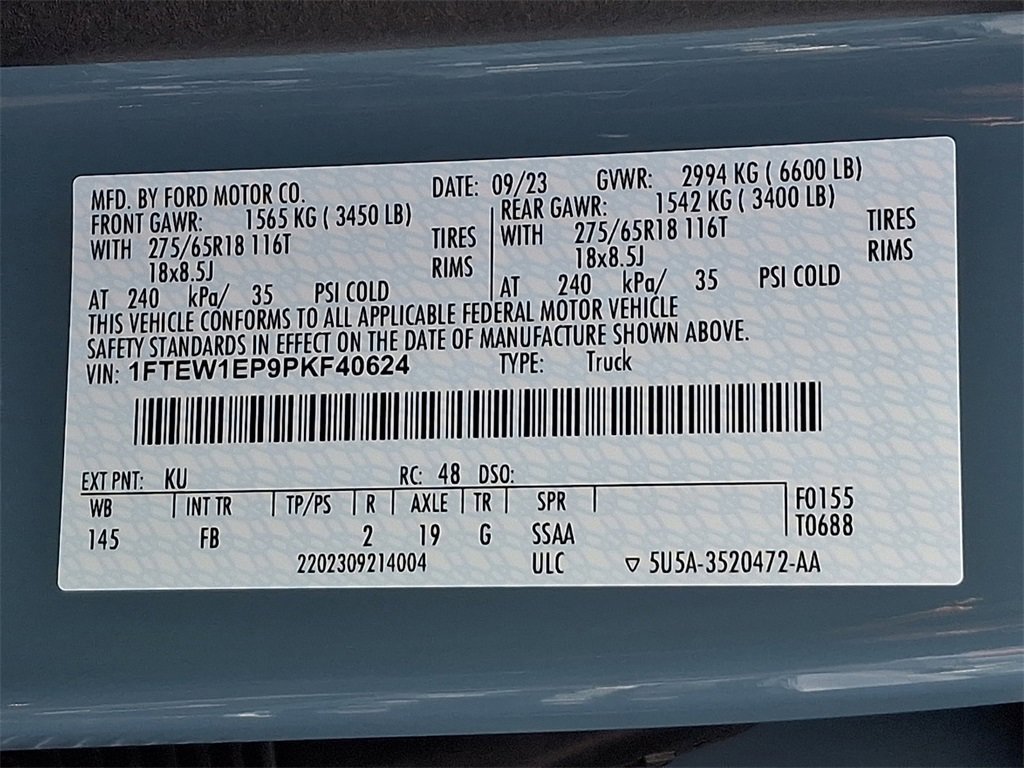 MFD. BY FORD MOTOR CO. DATE: 09/23 GVWR: 2994 KG ( 6600 LB)
FRONT GAWR: 1565 KG ( 3450 LB) REAR GAWR: 1542 KG ( 3400 LB)
WITH 275/65R18 116T TIRES WITH 275/65R18 116T TIRES
18x8.5J RIMS 18x8.5J RIMS
AT 240 kPa/ 35 PSI COLD AT 240 kPa/ 35 PSI COLD
THIS VEHICLE CONFORMS TO ALL APPLICABLE FEDERAL MOTOR VEHICLE
SAFETY STANDARDS IN EFFECT ON THE DATE OF MANUFACTURE SHOWN ABOVE.
VIN: 1FTEW1EP9PKF40624 TYPE: Truck
EXT PNT: KU RC: 48 DSO:
WB INT TR TP/PS R AXLE TR SPR F0155
145 FB 2 19 G SSAA T0688
2202309214004 ULC ▽ 5U5A-3520472-AA